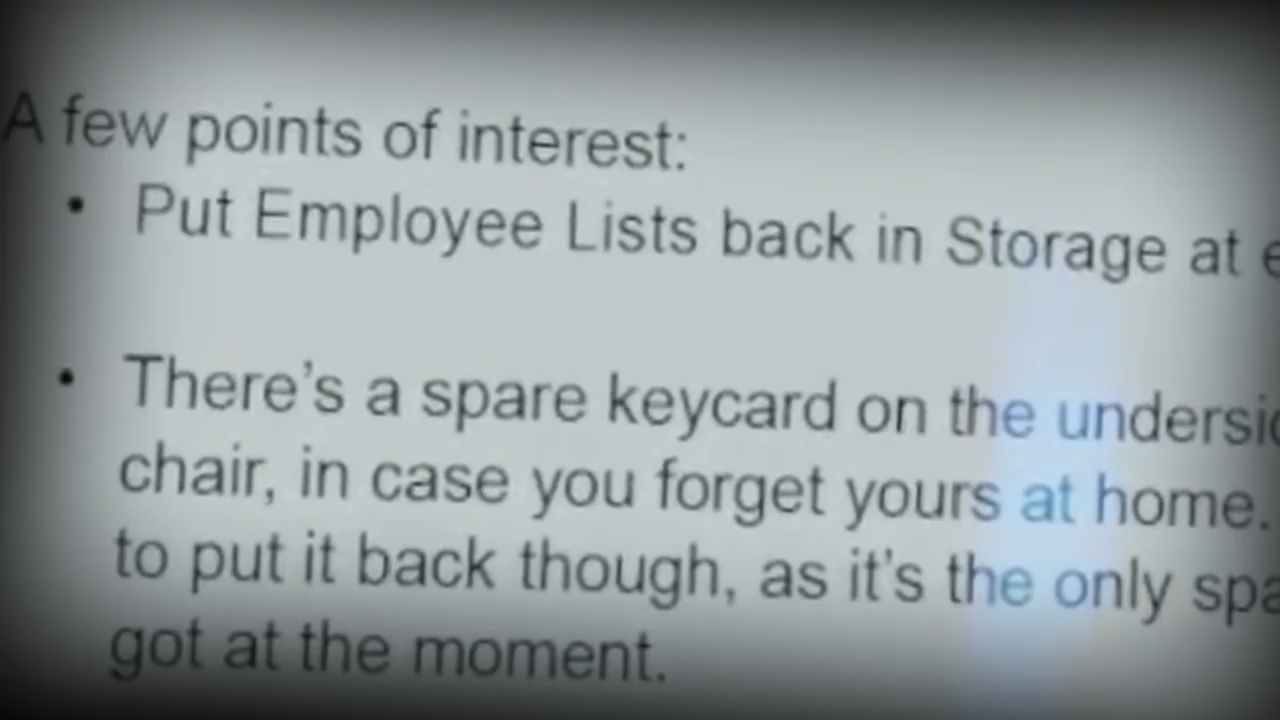 A few points of interest:
• Put Employee Lists back in Storage at
• There's a spare keycard on the
chair, in case you forget yours at home.
to put it back though, as it's the only
got at the moment.